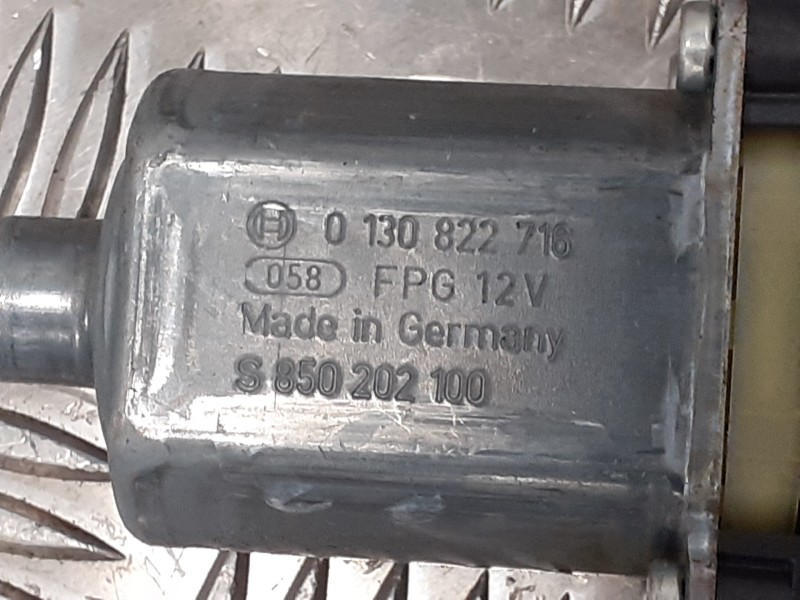 0 130 822 716
058 FPG 12V
Made in Germany
S 850 202 100